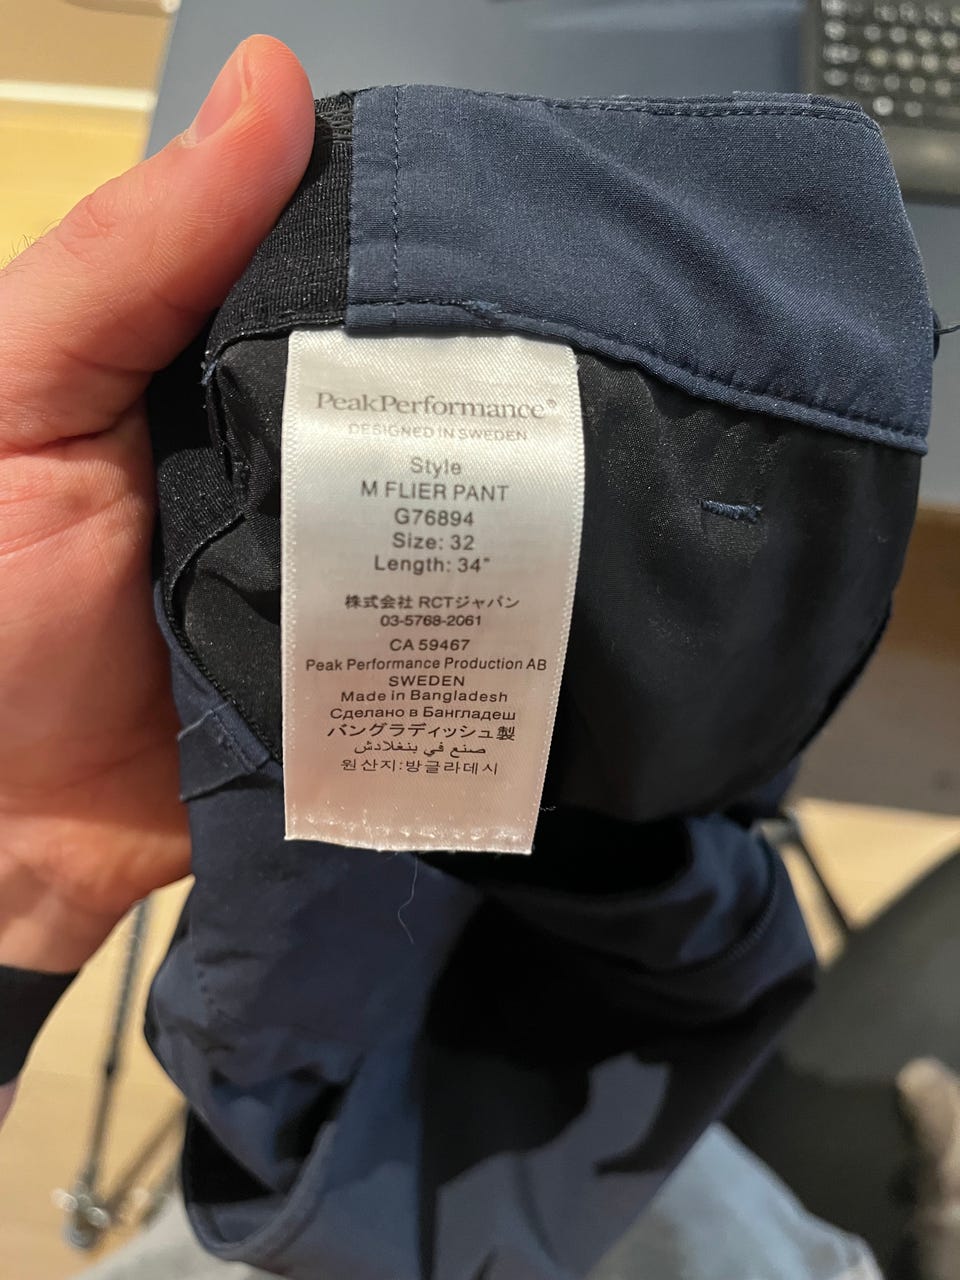 PeakPerformance®
DESIGNED IN SWEDEN
Style
M FLIER PANT
G76894
Size: 32
Length: 34"
株式会社 RCTジャパン
03-5768-2061
CA 59467
Peak Performance Production AB
SWEDEN
Made in Bangladesh
Сделано в Бангладеш
バングラディッシュ製
صنع في بنغلادش
원산지:방글라데시